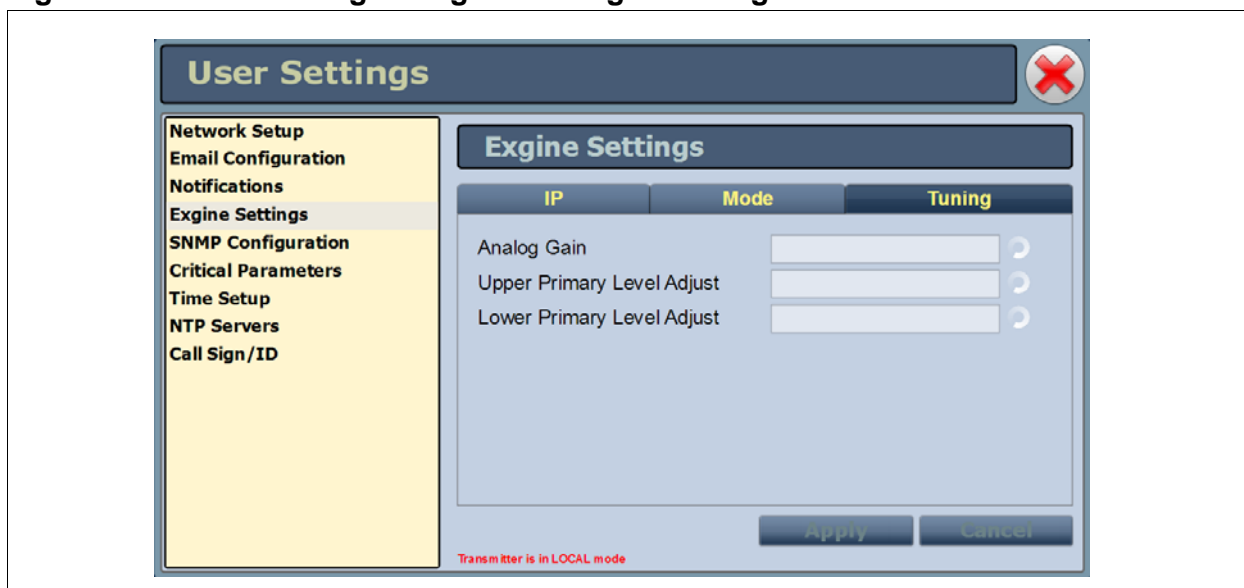 User Settings
Network Setup
Email Configuration
Notifications
Exgine Settings
SNMP Configuration
Critical Parameters
Time Setup
NTP Servers
Call Sign/ID
Exgine Settings
IP Mode Tuning
Analog Gain
Upper Primary Level Adjust
Lower Primary Level Adjust
Apply Cancel
Transmitter is in LOCAL mode